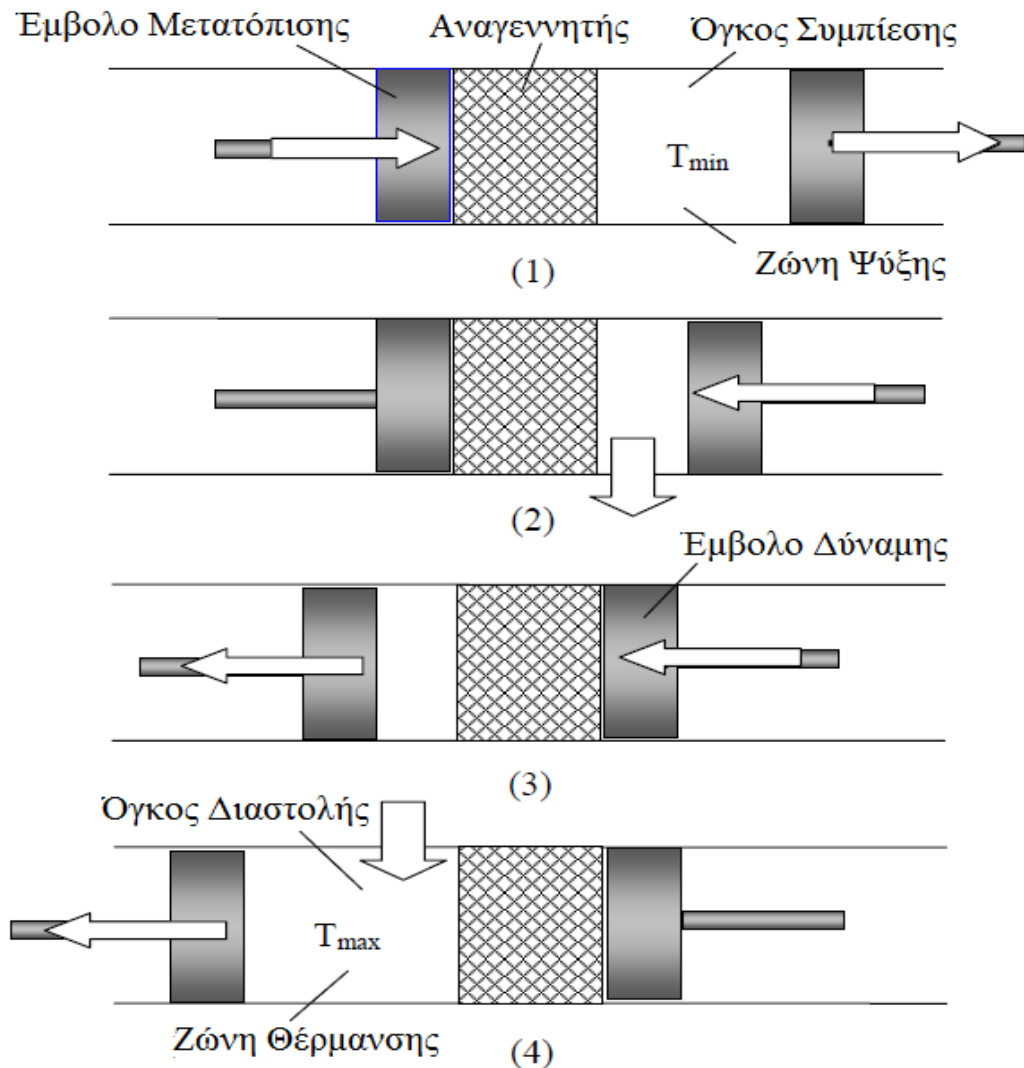 Έμβολο Μετατόπισης
Αναγεννητής
Όγκος Συμπίεσης
Tmin
Ζώνη Ψύξης
(1)
(2)
Έμβολο Δύναμης
(3)
Όγκος Διαστολής
Tmax
Ζώνη Θέρμανσης
(4)